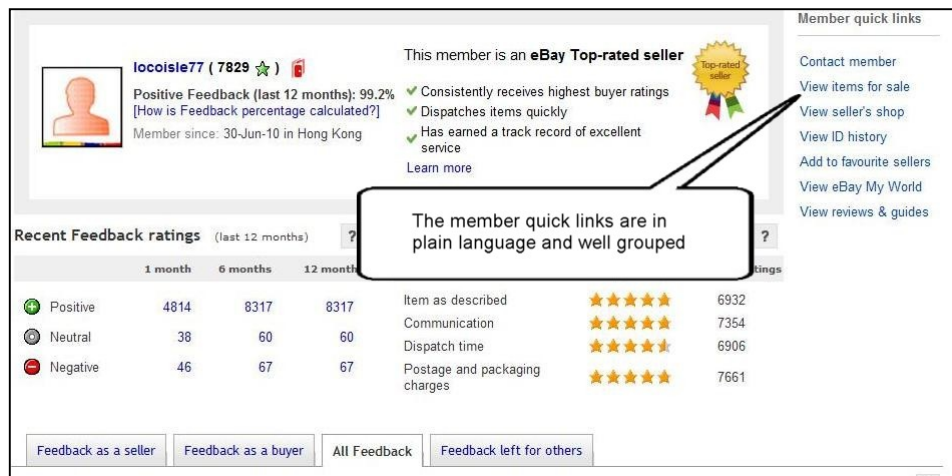 Member quick links
locoisle77 ( 7829 )
Positive Feedback (last 12 months): 99.2%
[How is Feedback percentage calculated?]
Member since: 30-Jun-10 in Hong Kong
This member is an eBay Top-rated seller
Consistently receives highest buyer ratings
Dispatches items quickly
Has earned a track record of excellent
service
Learn more
Top-rated
seller
Contact member
View items for sale
View seller's shop
View ID history
Add to favourite sellers
View eBay My World
View reviews & guides
The member quick links are in
plain language and well grouped
Recent Feedback ratings (last 12 months) ?
?
1 month 6 months 12 month
tings
Positive 4814 8317 8317
Neutral 38 60 60
Negative 46 67 67
Item as described 6932
Communication 7354
Dispatch time 6906
Postage and packaging
charges 7661
Feedback as a seller Feedback as a buyer All Feedback Feedback left for others